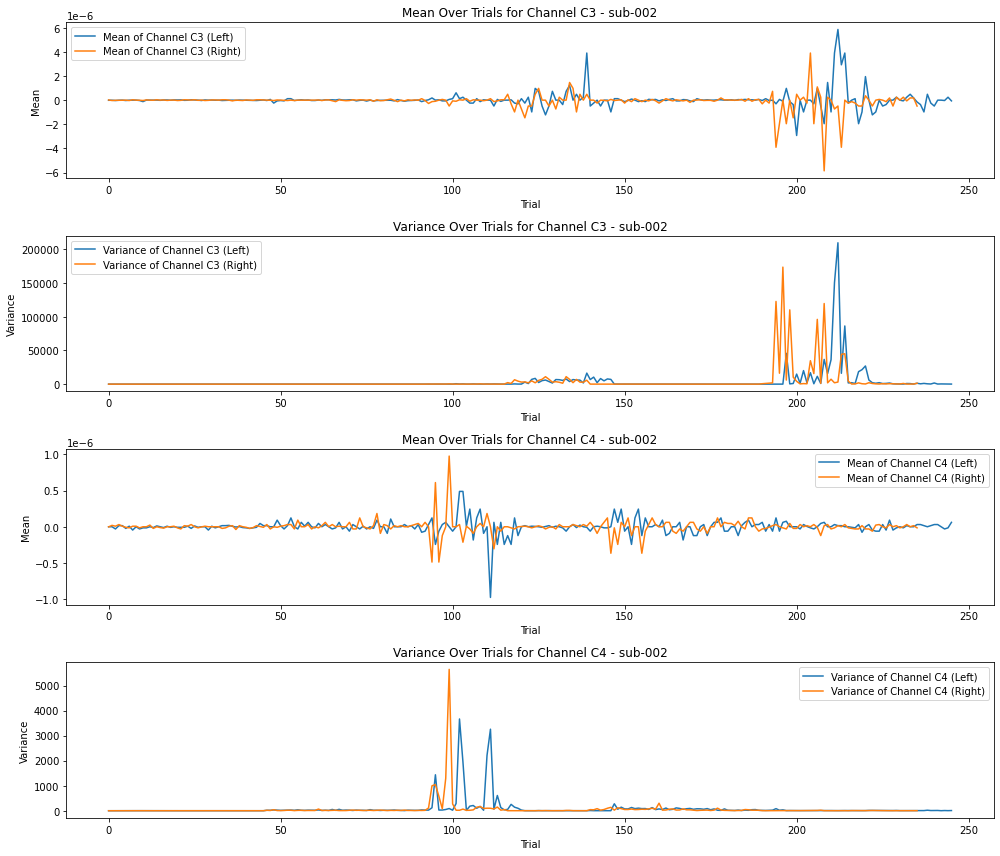 Mean Over Trials for Channel C3 - sub-002
1e−6
Mean of Channel C3 (Left)
Mean of Channel C3 (Right)
6
4
2
0
−2
−4
−6
Mean
0 50 100 150 200 250
Trial
Variance Over Trials for Channel C3 - sub-002
Variance of Channel C3 (Left)
Variance of Channel C3 (Right)
200000
150000
100000
50000
0
Variance
0 50 100 150 200 250
Trial
Mean Over Trials for Channel C4 - sub-002
1e−6
Mean of Channel C4 (Left)
Mean of Channel C4 (Right)
1.0
0.5
0.0
−0.5
−1.0
Mean
0 50 100 150 200 250
Trial
Variance Over Trials for Channel C4 - sub-002
Variance of Channel C4 (Left)
Variance of Channel C4 (Right)
5000
4000
3000
2000
1000
0
Variance
0 50 100 150 200 250
Trial